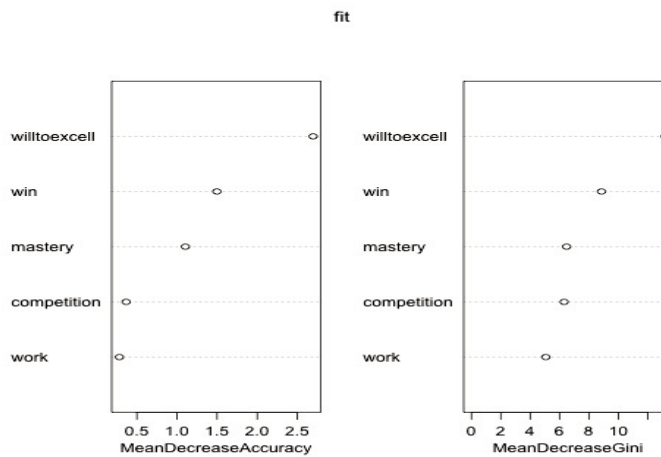 fit
willtoexcell
win
mastery
competition
work
0.5 1.0 1.5 2.0 2.5
MeanDecreaseAccuracy
willtoexcell
win
mastery
competition
work
0 2 4 6 8 10
MeanDecreaseGini